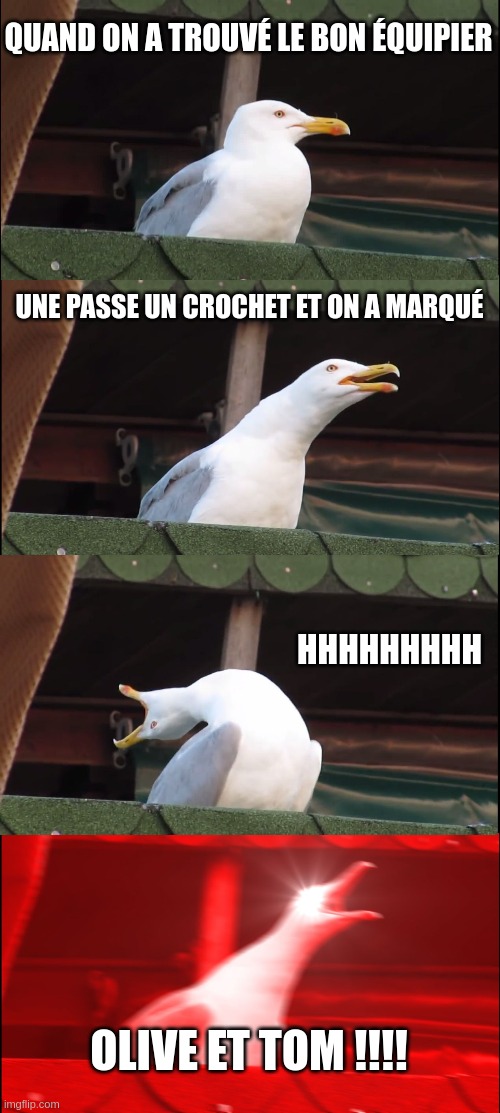 QUAND ON A TROUVÉ LE BON ÉQUIPIER
UNE PASSE UN CROCHET ET ON A MARQUÉ
HHHHHHHHH
OLIVE ET TOM !!!!
imgflip.com